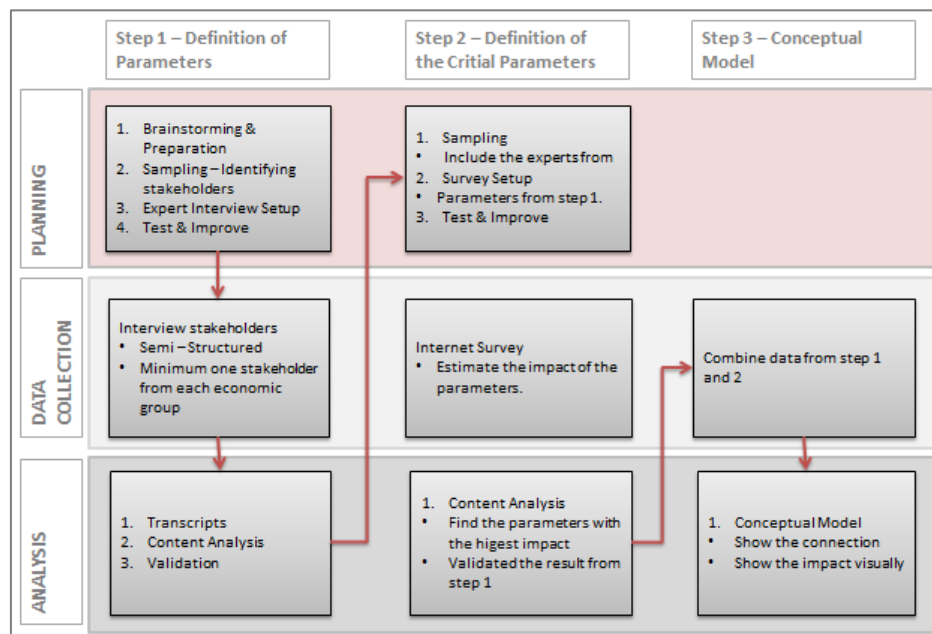 Step 1 – Definition of
Parameters
Step 2 – Definition of
the Critial Parameters
Step 3 – Conceptual
Model
PLANNING
1. Brainstorming &
Preparation
2. Sampling – Identifying
stakeholders
3. Expert Interview Setup
4. Test & Improve
1. Sampling
• Include the experts from
2. Survey Setup
• Parameters from step 1.
3. Test & Improve
DATA
COLLECTION
Interview stakeholders
• Semi – Structured
• Minimum one stakeholder
from each economic
group
Internet Survey
• Estimate the impact of the
parameters.
Combine data from step 1
and 2
ANALYSIS
1. Transcripts
2. Content Analysis
3. Validation
1. Content Analysis
• Find the parameters with
the higest impact
• Validated the result from
step 1
1. Conceptual Model
• Show the connection
• Show the impact visually